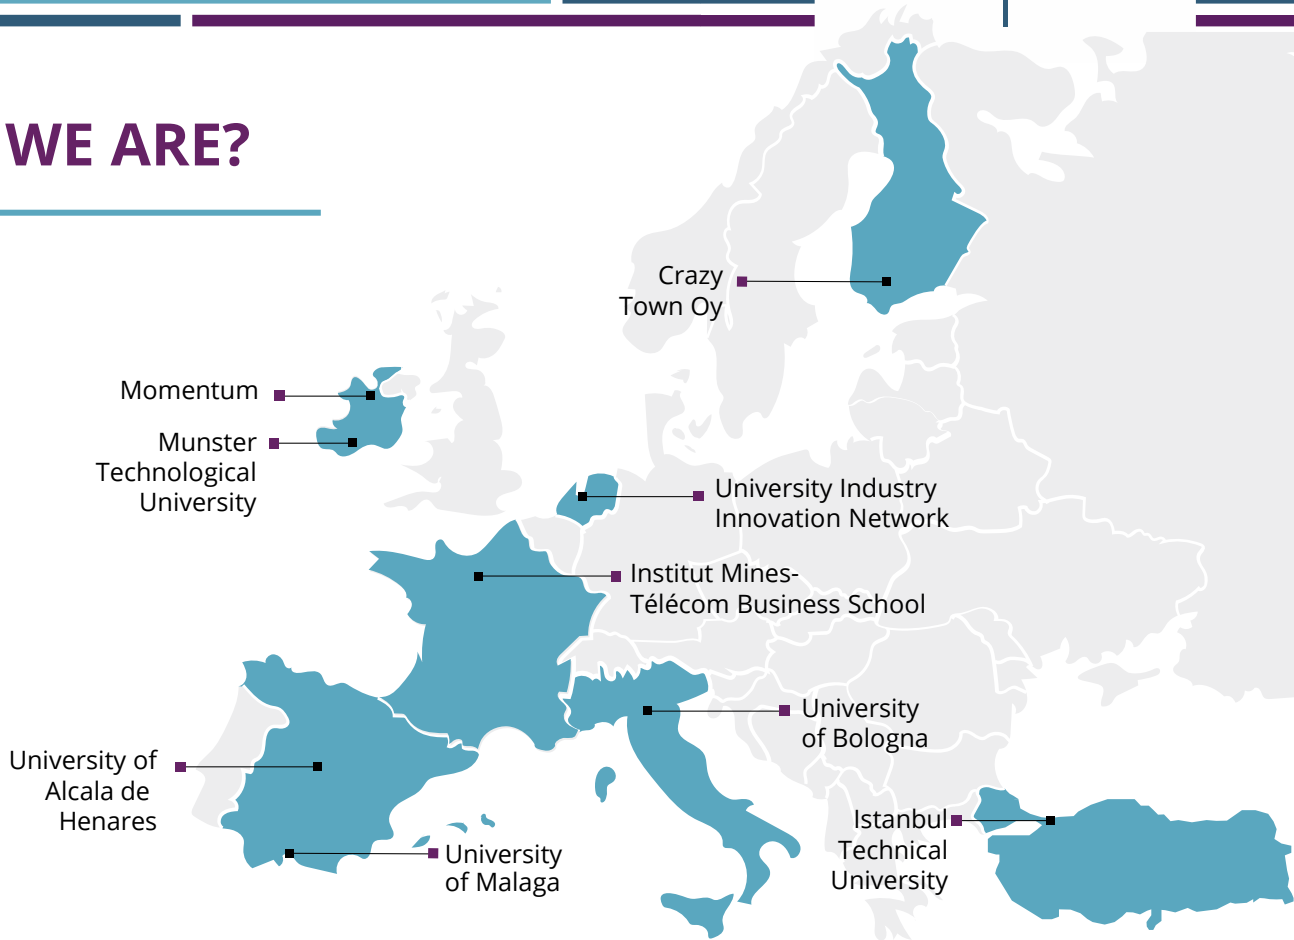 WE ARE?
Crazy
Town Oy
Momentum
Munster
Technological
University
University Industry
Innovation Network
Institut Mines-
Télécom Business School
University
of Bologna
University of
Alcala de
Henares
Istanbul
Technical
University
University
of Malaga